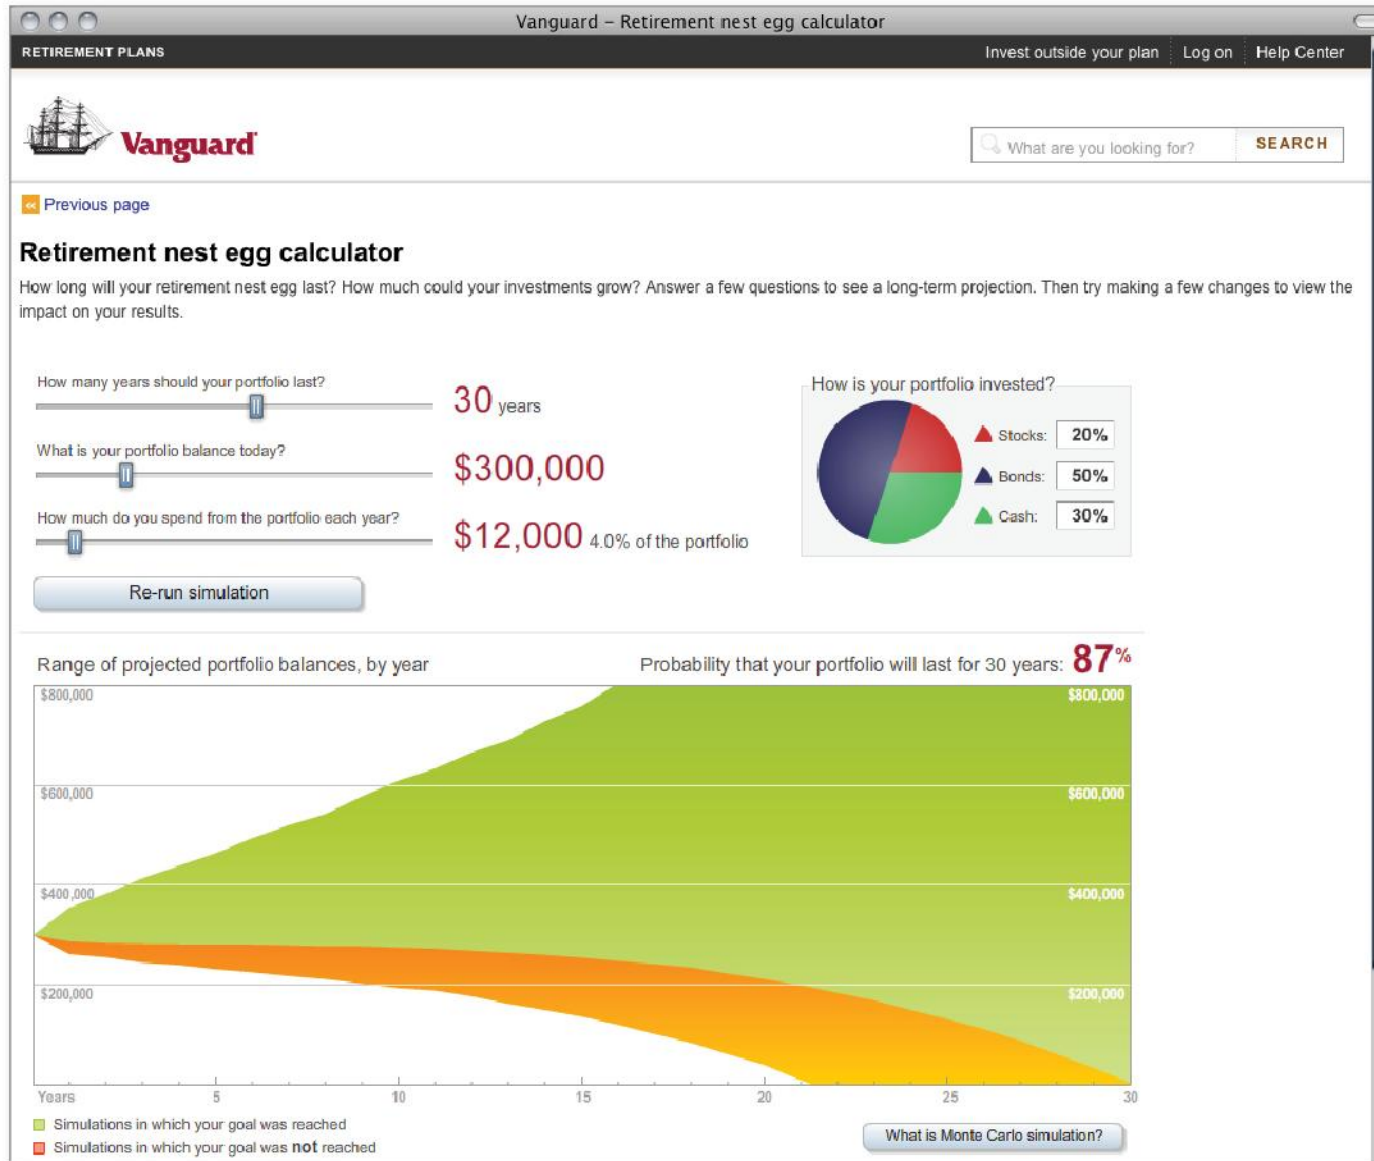 Vanguard – Retirement nest egg calculator
RETIREMENT PLANS
Invest outside your plan Log on Help Center
Vanguard
What are you looking for? SEARCH
« Previous page
Retirement nest egg calculator
How long will your retirement nest egg last? How much could your investments grow? Answer a few questions to see a long-term projection. Then try making a few changes to view the
impact on your results.
How many years should your portfolio last?
30 years
What is your portfolio balance today?
$300,000
How much do you spend from the portfolio each year?
$12,000 4.0% of the portfolio
Re-run simulation
How is your portfolio invested?
Stocks: 20%
Bonds: 50%
Cash: 30%
Range of projected portfolio balances, by year
Probability that your portfolio will last for 30 years: 87%
$800,000 $800,000
$600,000 $600,000
$400,000 $400,000
$200,000 $200,000
Years 5 10 15 20 25 30
Simulations in which your goal was reached
Simulations in which your goal was not reached
What is Monte Carlo simulation?